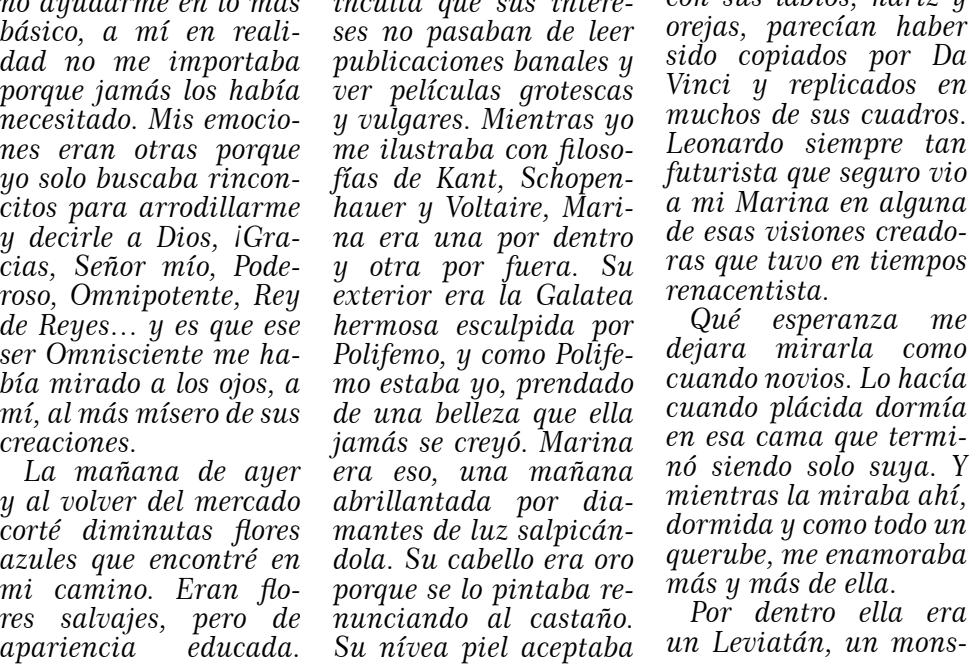 no ayudarme en lo más
básico, a mí en reali-
dad no me importaba
porque jamás los había
necesitado. Mis emocio-
nes eran otras porque
yo solo buscaba rincon-
citos para arrodillarme
y decirle a Dios, ¡Gra-
cias, Señor mío, Pode-
roso, Omnipotente, Rey
de Reyes... y es que ese
ser Omnisciente me ha-
bía mirado a los ojos, a
mí, al más mísero de sus
creaciones.
La mañana de ayer
y al volver del mercado
corté diminutas flores
azules que encontré en
mi camino. Eran flo-
res salvajes, pero de
apariencia educada.
inculta que sus intere-
ses no pasaban de leer
publicaciones banales y
ver películas grotescas
y vulgares. Mientras yo
me ilustraba con filoso-
fías de Kant, Schopen-
hauer y Voltaire, Mari-
na era una por dentro
y otra por fuera. Su
exterior era la Galatea
hermosa esculpida por
Polifemo, y como Polife-
mo estaba yo, prendado
de una belleza que ella
jamás se creyó. Marina
era eso, una mañana
abrillantada por dia-
mantes de luz salpicán-
dola. Su cabello era oro
porque se lo pintaba re-
nunciando al castaño.
Su nívea piel aceptaba
con sus labios, nariz y
orejas, parecían haber
sido copiados por Da
Vinci y replicados en
muchos de sus cuadros.
Leonardo siempre tan
futurista que seguro vio
a mi Marina en alguna
de esas visiones creado-
ras que tuvo en tiempos
renacentista.
Qué esperanza me
dejara mirarla como
cuando novios. Lo hacía
cuando plácida dormía
en esa cama que termi-
nó siendo solo suya. Y
mientras la miraba ahí,
dormida y como todo un
querube, me enamoraba
más y más de ella.
Por dentro ella era
un Leviatán, un mons-